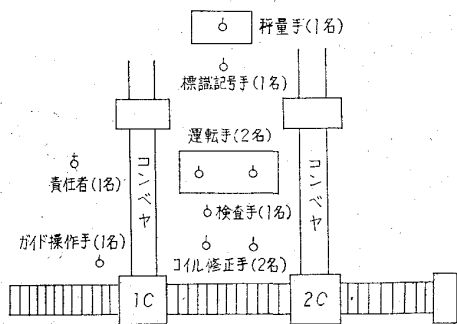 秤量手(1名)
標識記号手(1名)
運転手(2名)
コンベヤ
コンベヤ
責任者(1名)
検査手(1名)
ガイド操作手(1名)
コイル修正手(2名)
1C
2C